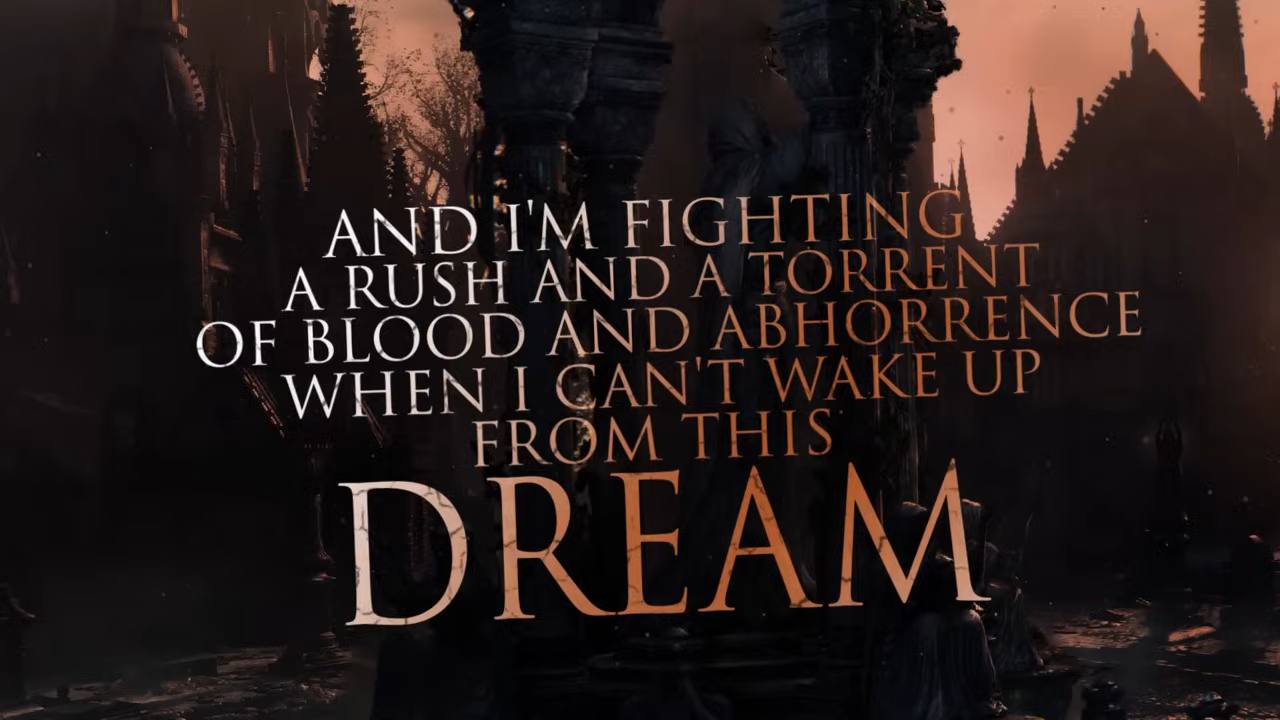 AND I'M FIGHTING
A RUSH AND A TORRENT
OF BLOOD AND ABHORRENCE
WHEN I CAN'T WAKE UP
FROM THIS
DREAM